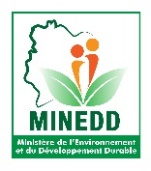 MINEDD
Ministère de l'Environnement
et du Développement Durable